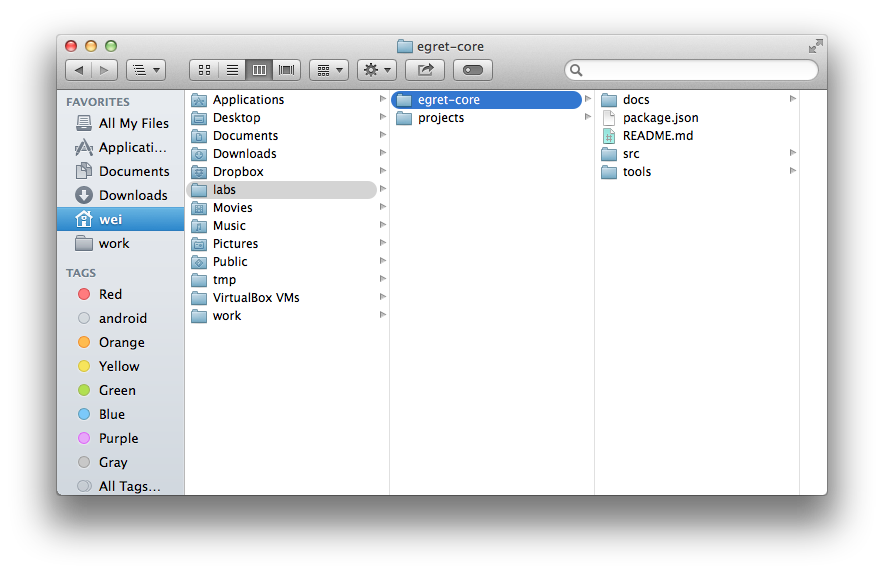 egret-core
FAVORITES
All My Files
Applicati...
Documents
Downloads
wei
work
TAGS
Red
android
Orange
Yellow
Green
Blue
Purple
Gray
All Tags...
Applications
Desktop
Documents
Downloads
Dropbox
labs
Movies
Music
Pictures
Public
tmp
VirtualBox VMs
work
egret-core
projects
docs
package.json
README.md
src
tools